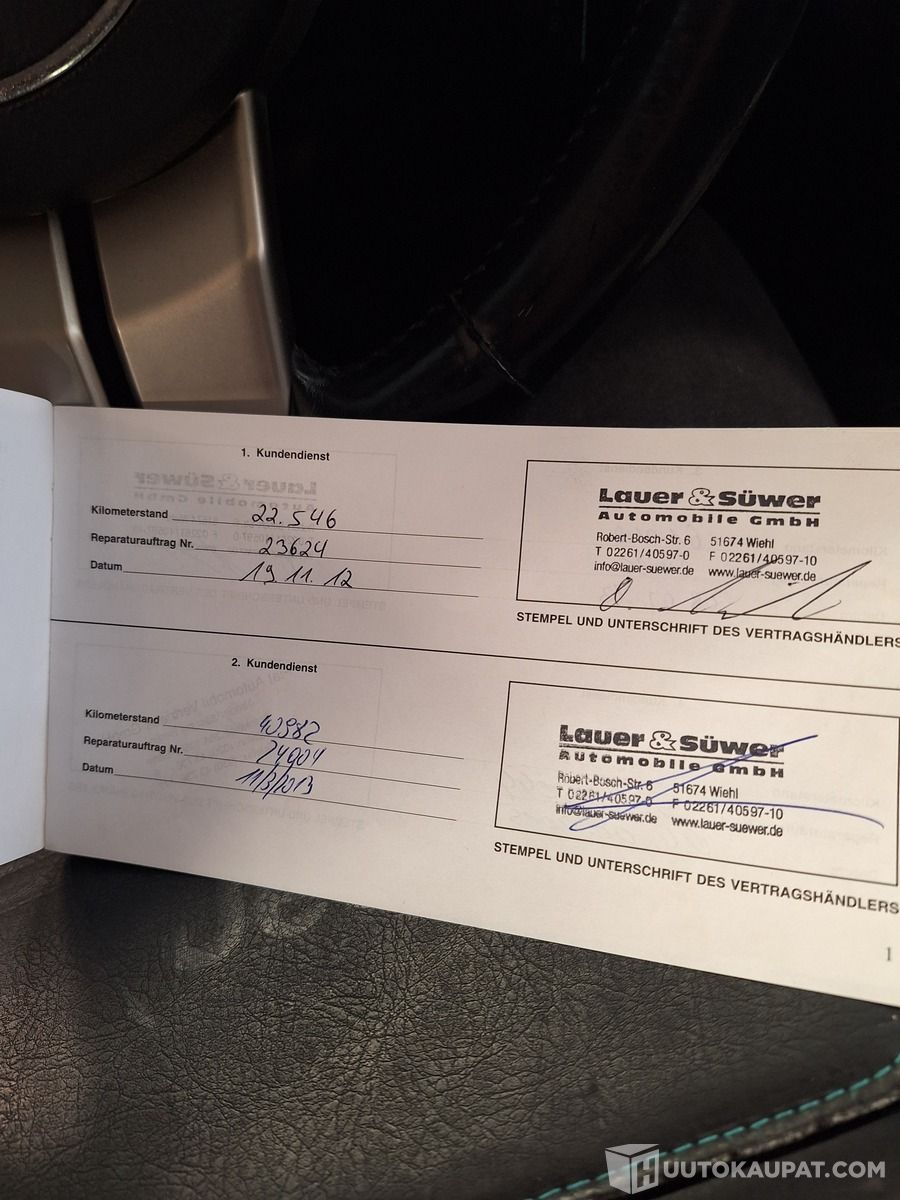 1. Kundendienst
Kilometerstand 22.546
Reparaturauftrag Nr. 23624
Datum 19.11.12
Lauer & Süwer
Automobile GmbH
Robert-Bosch-Str. 6 51674 Wiehl
T 02261/40597-0 F 02261/40597-10
info@lauer-suewer.de www.lauer-suewer.de
STEMPEL UND UNTERSCHRIFT DES VERTRAGSHÄNDLERS
2. Kundendienst
Kilometerstand 40982
Reparaturauftrag Nr. 24904
Datum 11/3/2013
Lauer & Süwer
Automobile GmbH
Robert-Bosch-Str. 6 51674 Wiehl
T 02261/40597-0 F 02261/40597-10
info@lauer-suewer.de www.lauer-suewer.de
STEMPEL UND UNTERSCHRIFT DES VERTRAGSHÄNDLERS
1
HUUTOKAUPAT.COM